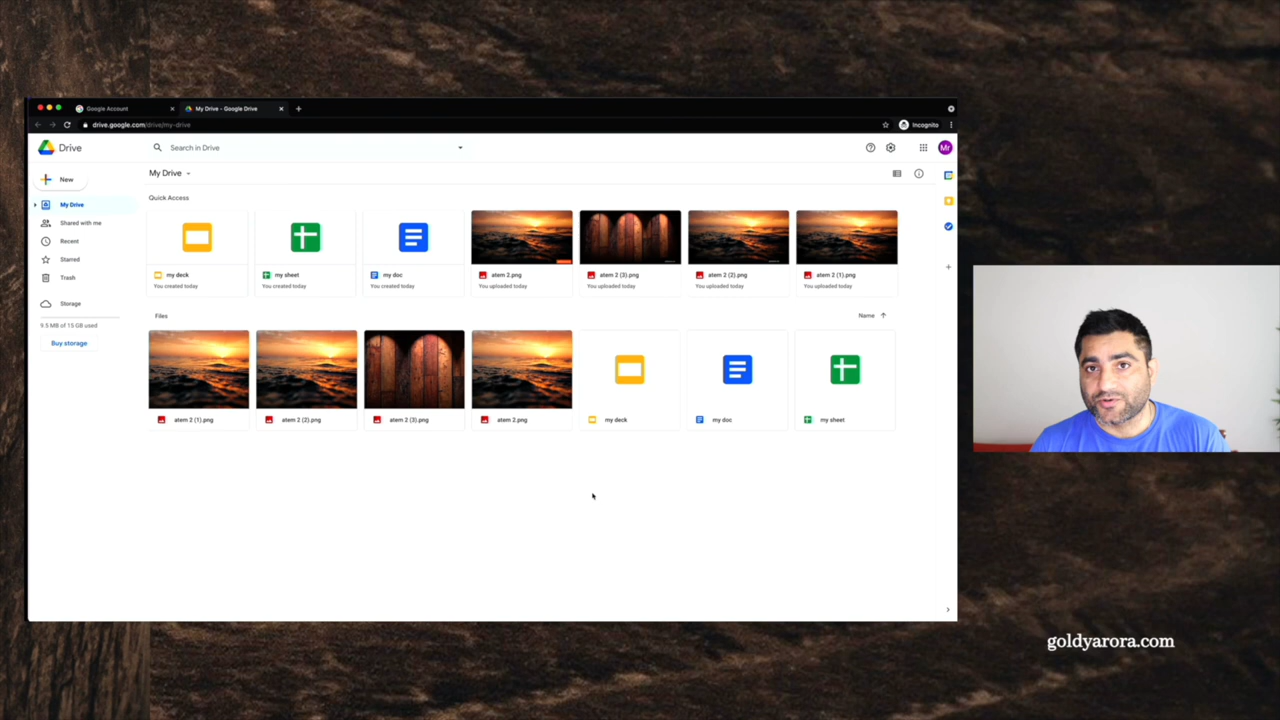 Google Account
My Drive - Google Drive
drive.google.com/drive/my-drive
Incognito
Drive
Search in Drive
Mr
New
My Drive
My Drive
Quick Access
Shared with me
Recent
Starred
Trash
Storage
9.5 MB of 15 GB used
Buy storage
my deck
You created today
my sheet
You created today
my doc
You created today
atem 2.png
You uploaded today
atem 2 (3).png
You uploaded today
atem 2 (2).png
You uploaded today
atem 2 (1).png
You uploaded today
Files
Name
atem 2 (1).png
atem 2 (2).png
atem 2 (3).png
atem 2.png
my deck
my doc
my sheet
goldyarora.com